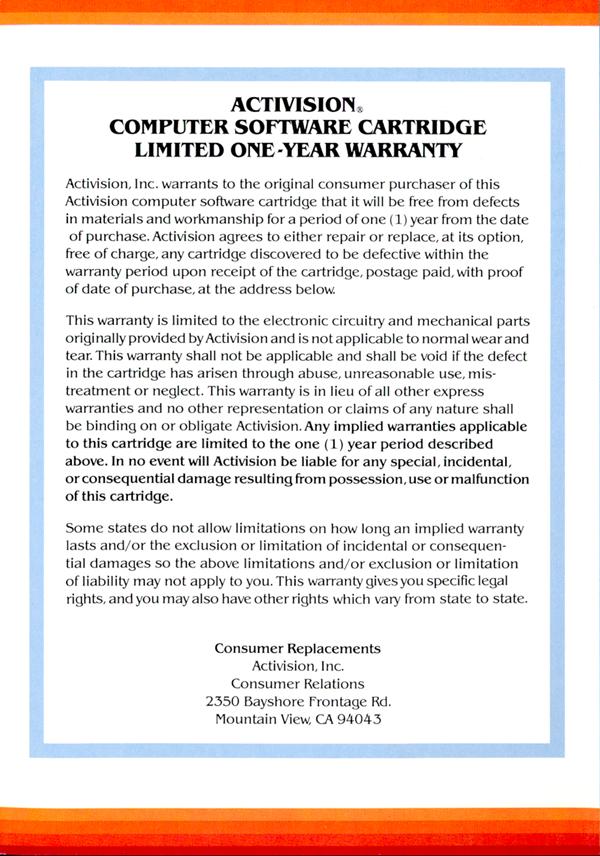 ACTIVISION®
COMPUTER SOFTWARE CARTRIDGE
LIMITED ONE-YEAR WARRANTY
Activision, Inc. warrants to the original consumer purchaser of this
Activision computer software cartridge that it will be free from defects
in materials and workmanship for a period of one (1) year from the date
of purchase. Activision agrees to either repair or replace, at its option,
free of charge, any cartridge discovered to be defective within the
warranty period upon receipt of the cartridge, postage paid, with proof
of date of purchase, at the address below.
This warranty is limited to the electronic circuitry and mechanical parts
originally provided by Activision and is not applicable to normal wear and
tear. This warranty shall not be applicable and shall be void if the defect
in the cartridge has arisen through abuse, unreasonable use, mis-
treatment or neglect. This warranty is in lieu of all other express
warranties and no other representation or claims of any nature shall
be binding on or obligate Activision. Any implied warranties applicable
to this cartridge are limited to the one (1) year period described
above. In no event will Activision be liable for any special, incidental,
or consequential damage resulting from possession, use or malfunction
of this cartridge.
Some states do not allow limitations on how long an implied warranty
lasts and/or the exclusion or limitation of incidental or consequen-
tial damages so the above limitations and/or exclusion or limitation
of liability may not apply to you. This warranty gives you specific legal
rights, and you may also have other rights which vary from state to state.
Consumer Replacements
Activision, Inc.
Consumer Relations
2350 Bayshore Frontage Rd.
Mountain View, CA 94043